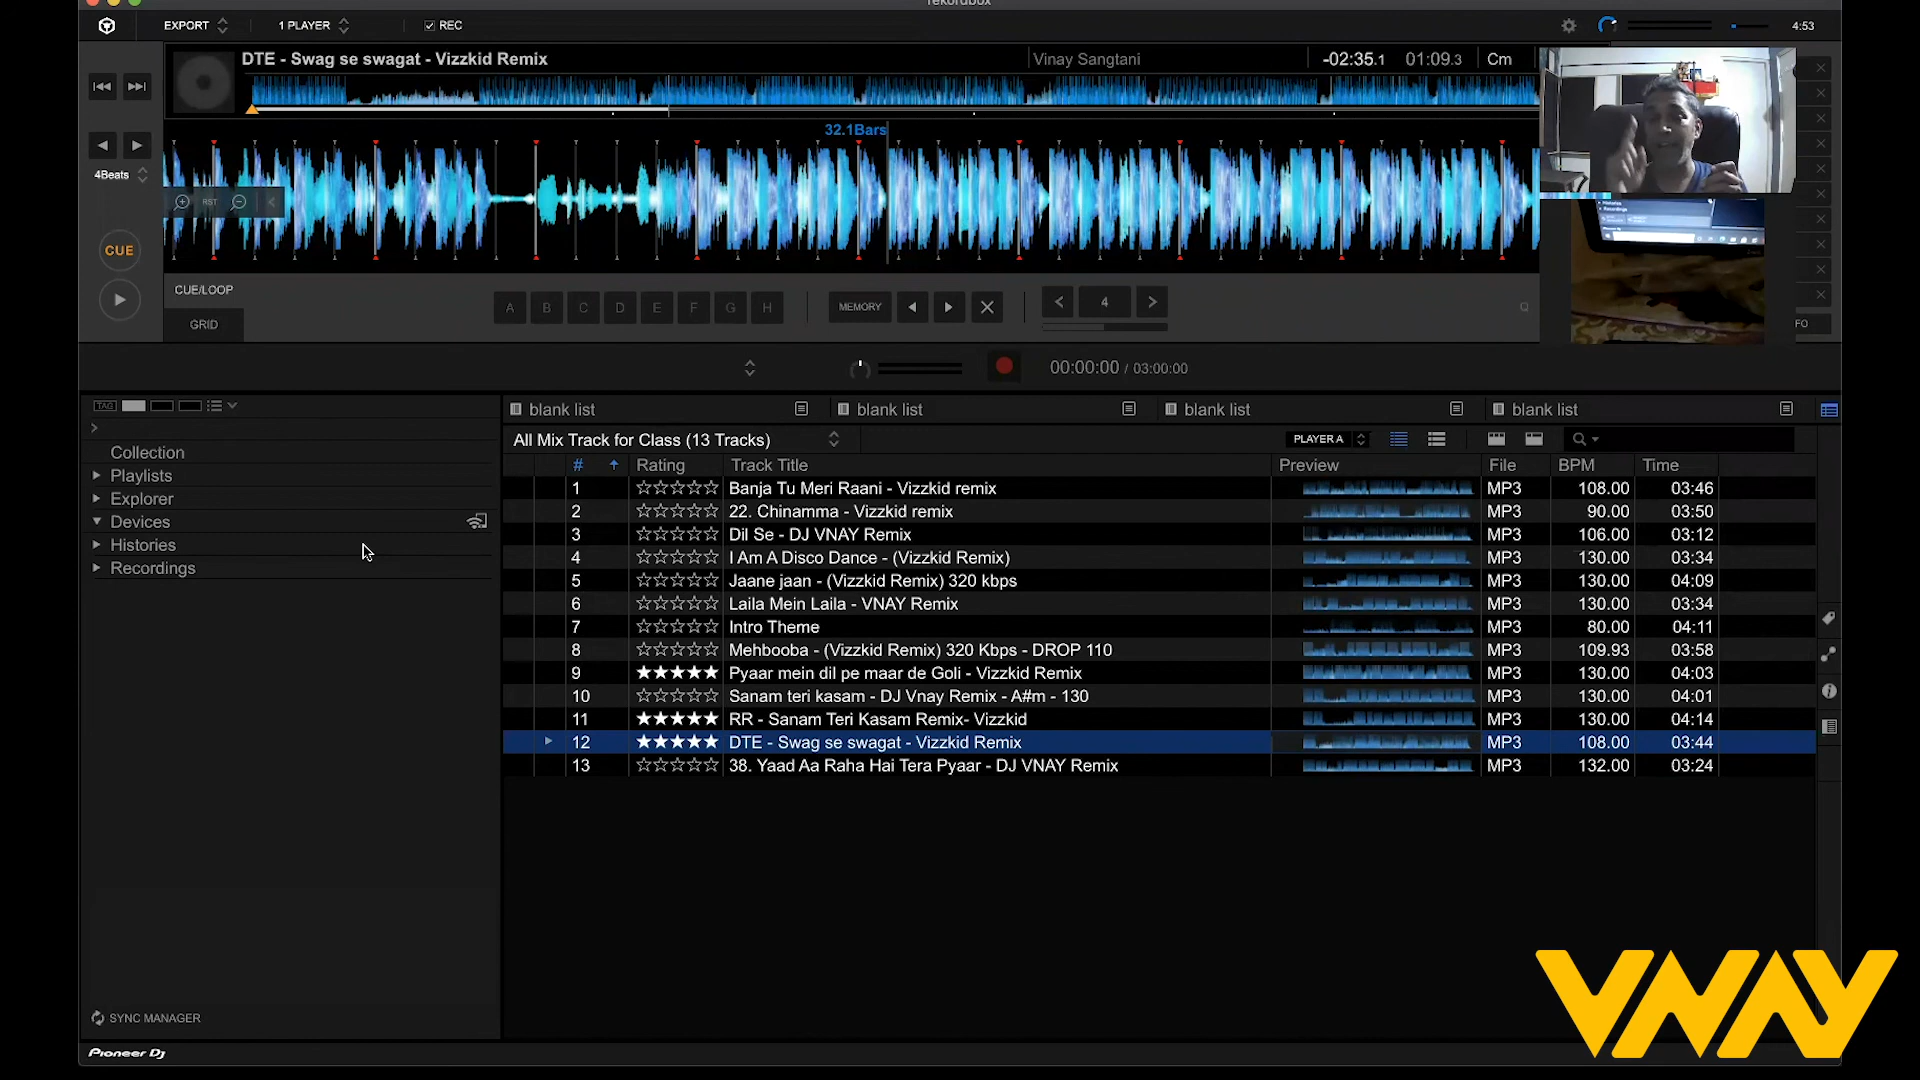 rekordbox
EXPORT
1 PLAYER
REC
4:53
DTE - Swag se swagat - Vizzkid Remix
Vinay Sangtani
-02:35.1
01:09.3
Cm
32.1Bars
4Beats
RST
CUE
CUE/LOOP
GRID
A B C D E F G H
MEMORY
4
FO
00:00:00 / 03:00:00
TAG
blank list
blank list
blank list
blank list
Collection
Playlists
Explorer
Devices
Histories
Recordings
All Mix Track for Class (13 Tracks)
PLAYER A
# Rating Track Title Preview File BPM Time
1 Banja Tu Meri Raani - Vizzkid remix MP3 108.00 03:46
2 22. Chinamma - Vizzkid remix MP3 90.00 03:50
3 Dil Se - DJ VNAY Remix MP3 106.00 03:12
4 I Am A Disco Dance - (Vizzkid Remix) MP3 130.00 03:34
5 Jaane jaan - (Vizzkid Remix) 320 kbps MP3 130.00 04:09
6 Laila Mein Laila - VNAY Remix MP3 130.00 03:34
7 Intro Theme MP3 80.00 04:11
8 Mehbooba - (Vizzkid Remix) 320 Kbps - DROP 110 MP3 109.93 03:58
9 ★★★★★ Pyaar mein dil pe maar de Goli - Vizzkid Remix MP3 130.00 04:03
10 Sanam teri kasam - DJ Vnay Remix - A#m - 130 MP3 130.00 04:01
11 ★★★★★ RR - Sanam Teri Kasam Remix- Vizzkid MP3 130.00 04:14
12 ★★★★★ DTE - Swag se swagat - Vizzkid Remix MP3 108.00 03:44
13 38. Yaad Aa Raha Hai Tera Pyaar - DJ VNAY Remix MP3 132.00 03:24
SYNC MANAGER
Pioneer Dj
VNAY